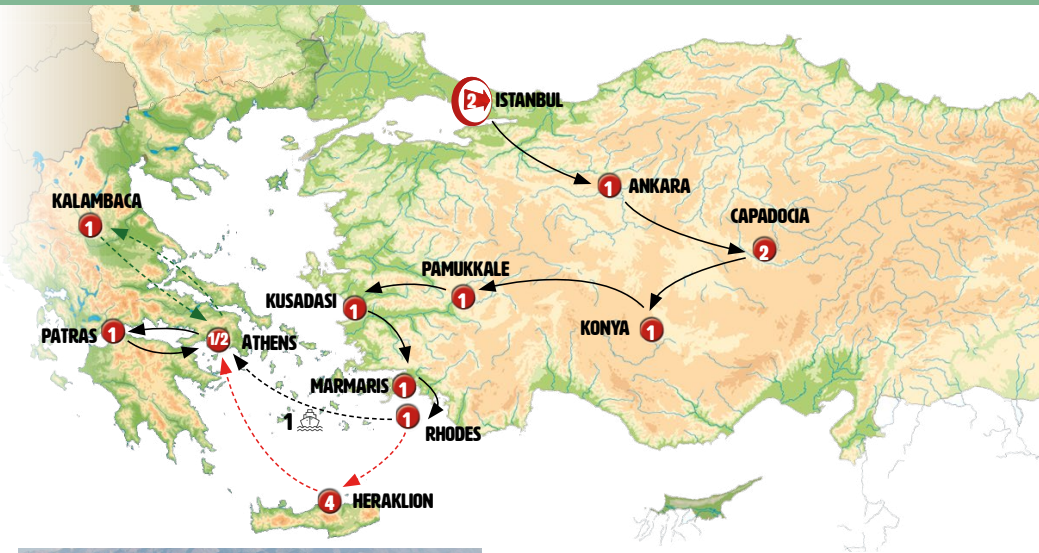 2 ISTANBUL
1 ANKARA
KALAMBACA
1
CAPADOCIA
2
PAMUKKALE
1
KUSADASI
1
KONYA 1
PATRAS 1
1/2 ATHENS
MARMARIS 1
1
RHODES
1
4 HERAKLION